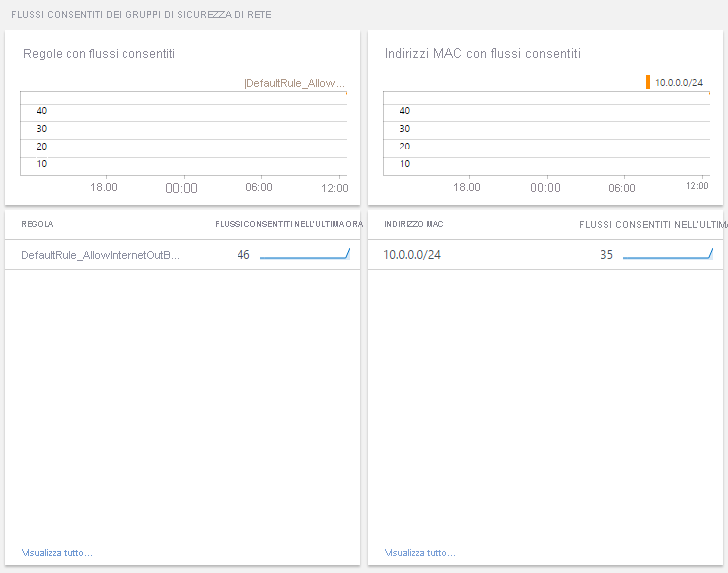 FLUSSI CONSENTITI DEI GRUPPI DI SICUREZZA DI RETE
Regole con flussi consentiti
|DefaultRule_Allow...
40
30
20
10
18.00
00:00
06:00
12:00
REGOLA
FLUSSI CONSENTITI NELL'ULTIMA ORA
DefaultRule_AllowInternetOutB...
46
Visualizza tutto...
Indirizzi MAC con flussi consentiti
10.0.0.0/24
40
30
20
10
18.00
00:00
06:00
12:00
INDIRIZZO MAC
FLUSSI CONSENTITI NELL'ULTIMA
10.0.0.0/24
35
Visualizza tutto...